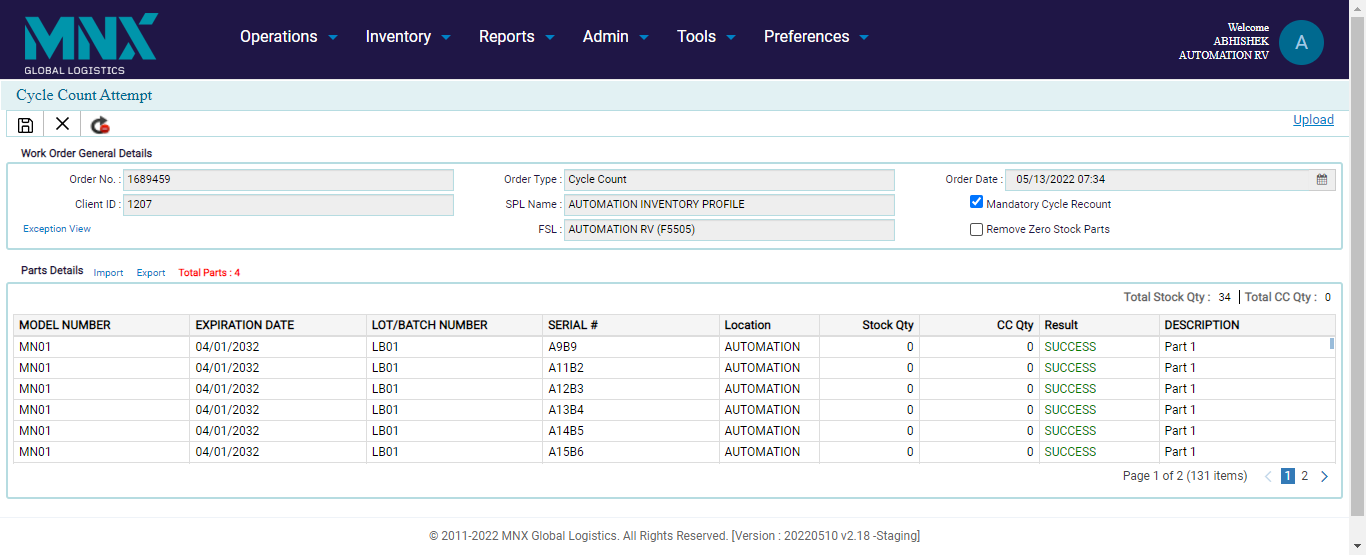 MNX
GLOBAL LOGISTICS
Operations Inventory Reports Admin Tools Preferences
Welcome
ABHISHEK
AUTOMATION RV
A
Cycle Count Attempt
Upload
Work Order General Details
Order No. : 1689459 Order Type : Cycle Count Order Date : 05/13/2022 07:34
Client ID : 1207 SPL Name : AUTOMATION INVENTORY PROFILE Mandatory Cycle Recount
Exception View FSL : AUTOMATION RV (F5505) Remove Zero Stock Parts
Parts Details Import Export Total Parts : 4
Total Stock Qty : 34 Total CC Qty : 0
MODEL NUMBER EXPIRATION DATE LOT/BATCH NUMBER SERIAL # Location Stock Qty CC Qty Result DESCRIPTION
MN01 04/01/2032 LB01 A9B9 AUTOMATION 0 0 SUCCESS Part 1
MN01 04/01/2032 LB01 A11B2 AUTOMATION 0 0 SUCCESS Part 1
MN01 04/01/2032 LB01 A12B3 AUTOMATION 0 0 SUCCESS Part 1
MN01 04/01/2032 LB01 A13B4 AUTOMATION 0 0 SUCCESS Part 1
MN01 04/01/2032 LB01 A14B5 AUTOMATION 0 0 SUCCESS Part 1
MN01 04/01/2032 LB01 A15B6 AUTOMATION 0 0 SUCCESS Part 1
Page 1 of 2 (131 items) 1 2
© 2011-2022 MNX Global Logistics. All Rights Reserved. [Version : 20220510 v2.18 -Staging]